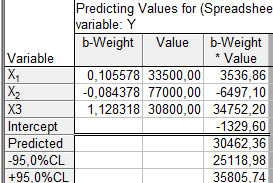 Predicting Values for (Spreadshee
variable: Y
b-Weight Value b-Weight
Variable * Value
X1 0,105578 33500,00 3536,86
X2 -0,084378 77000,00 -6497,10
X3 1,128318 30800,00 34752,20
Intercept -1329,60
Predicted 30462,36
-95,0%CL 25118,98
+95,0%CL 35805,74